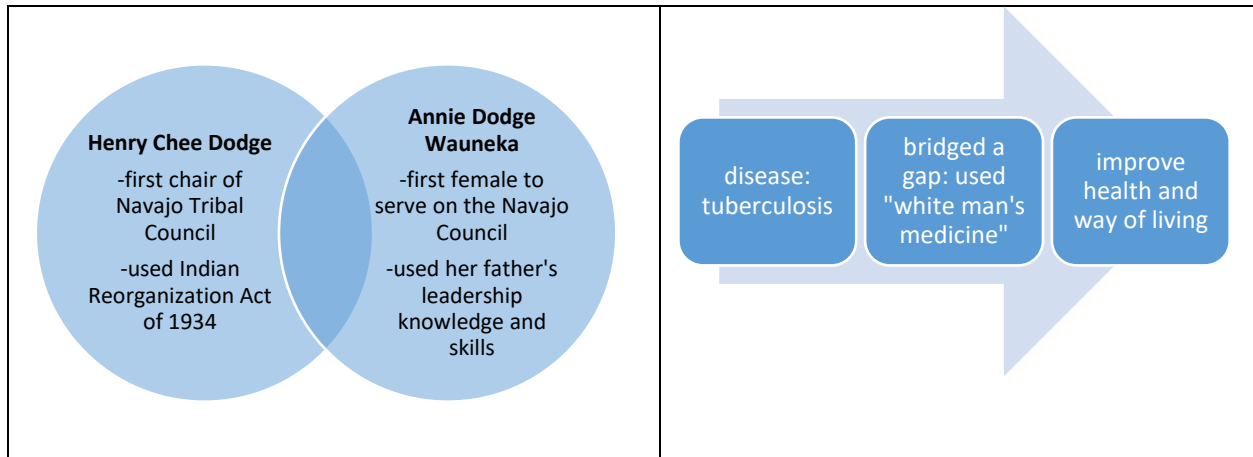 Henry Chee Dodge
-first chair of
Navajo Tribal
Council
-used Indian
Reorganization Act
of 1934
Annie Dodge
Wauneka
-first female to
serve on the Navajo
Council
-used her father's
leadership
knowledge and
skills
disease:
tuberculosis
bridged a
gap: used
"white man's
medicine"
improve
health and
way of living